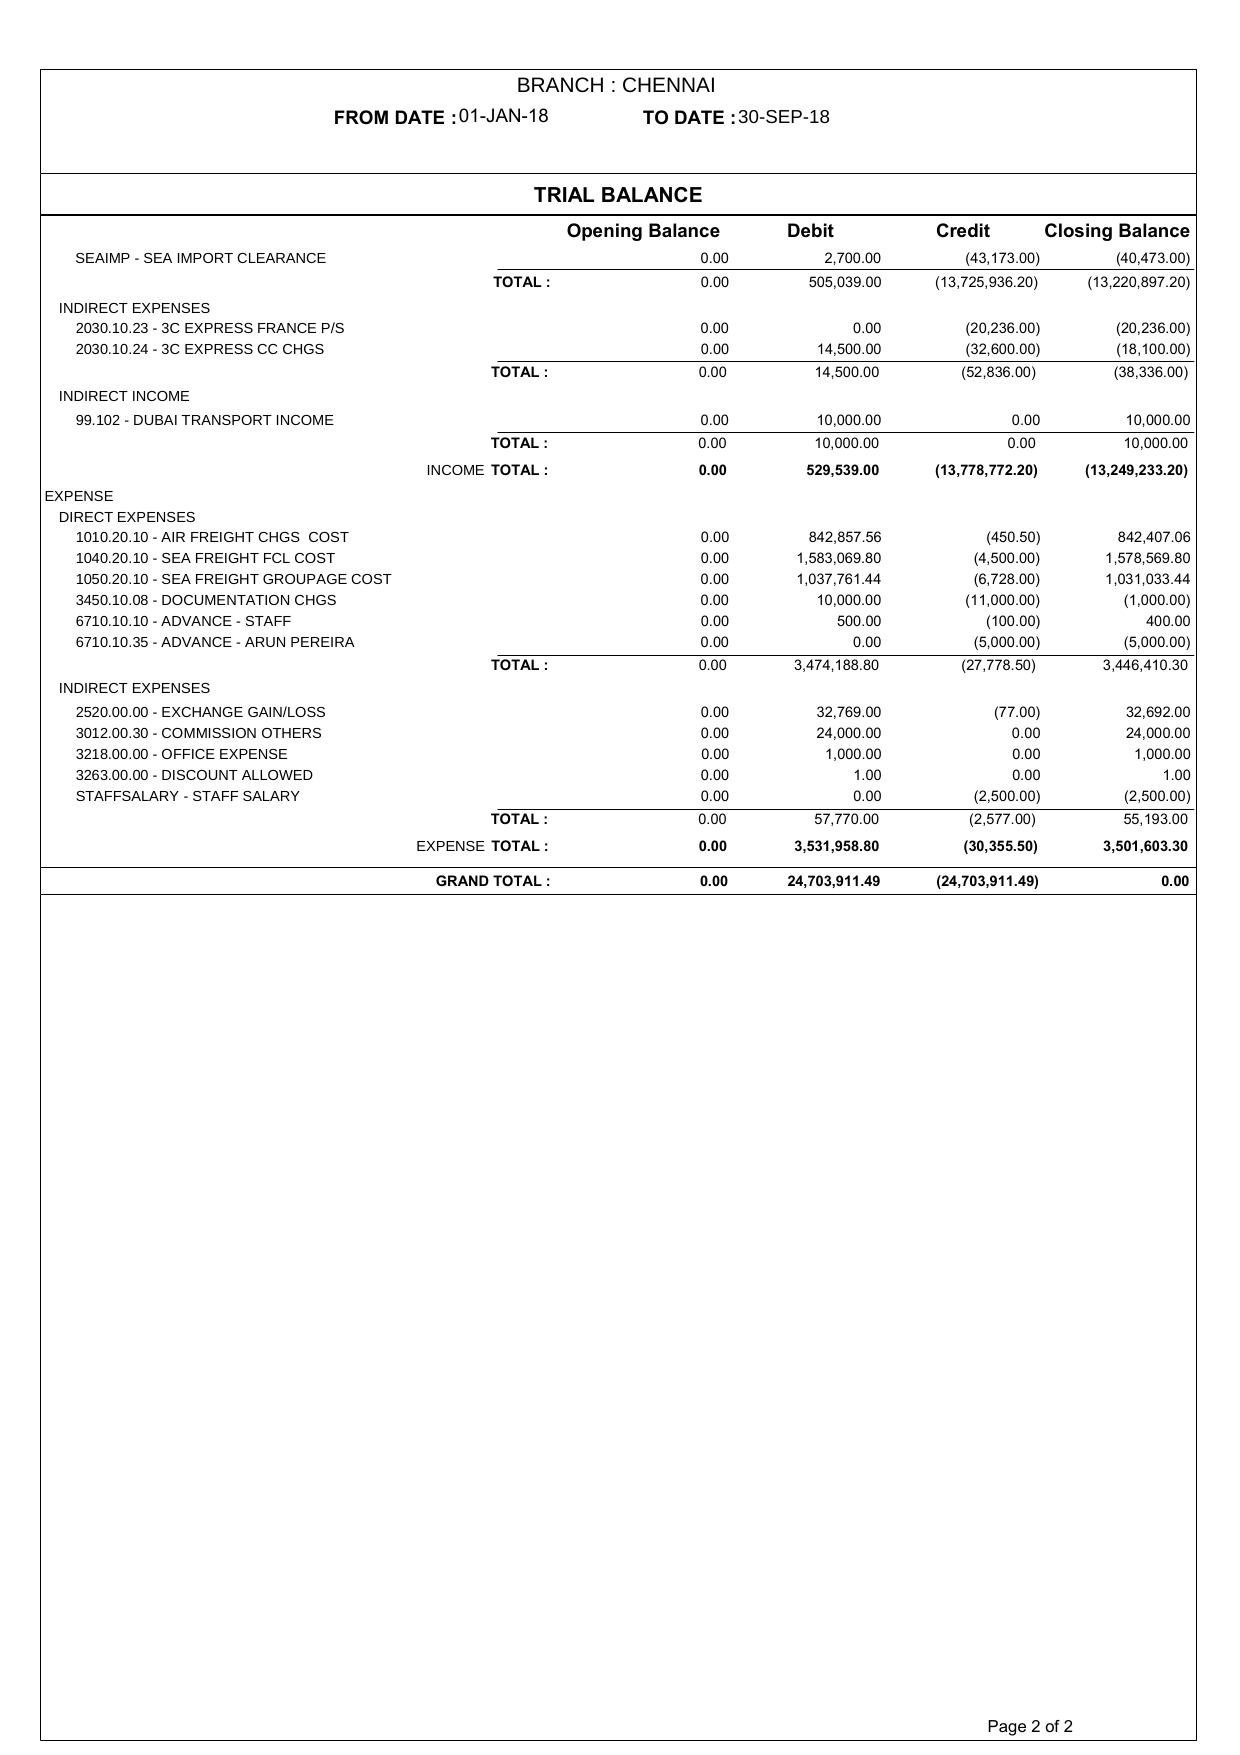 BRANCH : CHENNAI
FROM DATE : 01-JAN-18 TO DATE : 30-SEP-18
TRIAL BALANCE
Opening Balance Debit Credit Closing Balance
SEAIMP - SEA IMPORT CLEARANCE 0.00 2,700.00 (43,173.00) (40,473.00)
TOTAL : 0.00 505,039.00 (13,725,936.20) (13,220,897.20)
INDIRECT EXPENSES
2030.10.23 - 3C EXPRESS FRANCE P/S 0.00 0.00 (20,236.00) (20,236.00)
2030.10.24 - 3C EXPRESS CC CHGS 0.00 14,500.00 (32,600.00) (18,100.00)
TOTAL : 0.00 14,500.00 (52,836.00) (38,336.00)
INDIRECT INCOME
99.102 - DUBAI TRANSPORT INCOME 0.00 10,000.00 0.00 10,000.00
TOTAL : 0.00 10,000.00 0.00 10,000.00
INCOME TOTAL : 0.00 529,539.00 (13,778,772.20) (13,249,233.20)
EXPENSE
DIRECT EXPENSES
1010.20.10 - AIR FREIGHT CHGS  COST 0.00 842,857.56 (450.50) 842,407.06
1040.20.10 - SEA FREIGHT FCL COST 0.00 1,583,069.80 (4,500.00) 1,578,569.80
1050.20.10 - SEA FREIGHT GROUPAGE COST 0.00 1,037,761.44 (6,728.00) 1,031,033.44
3450.10.08 - DOCUMENTATION CHGS 0.00 10,000.00 (11,000.00) (1,000.00)
6710.10.10 - ADVANCE - STAFF 0.00 500.00 (100.00) 400.00
6710.10.35 - ADVANCE - ARUN PEREIRA 0.00 0.00 (5,000.00) (5,000.00)
TOTAL : 0.00 3,474,188.80 (27,778.50) 3,446,410.30
INDIRECT EXPENSES
2520.00.00 - EXCHANGE GAIN/LOSS 0.00 32,769.00 (77.00) 32,692.00
3012.00.30 - COMMISSION OTHERS 0.00 24,000.00 0.00 24,000.00
3218.00.00 - OFFICE EXPENSE 0.00 1,000.00 0.00 1,000.00
3263.00.00 - DISCOUNT ALLOWED 0.00 1.00 0.00 1.00
STAFFSALARY - STAFF SALARY 0.00 0.00 (2,500.00) (2,500.00)
TOTAL : 0.00 57,770.00 (2,577.00) 55,193.00
EXPENSE TOTAL : 0.00 3,531,958.80 (30,355.50) 3,501,603.30
GRAND TOTAL : 0.00 24,703,911.49 (24,703,911.49) 0.00
Page 2 of 2